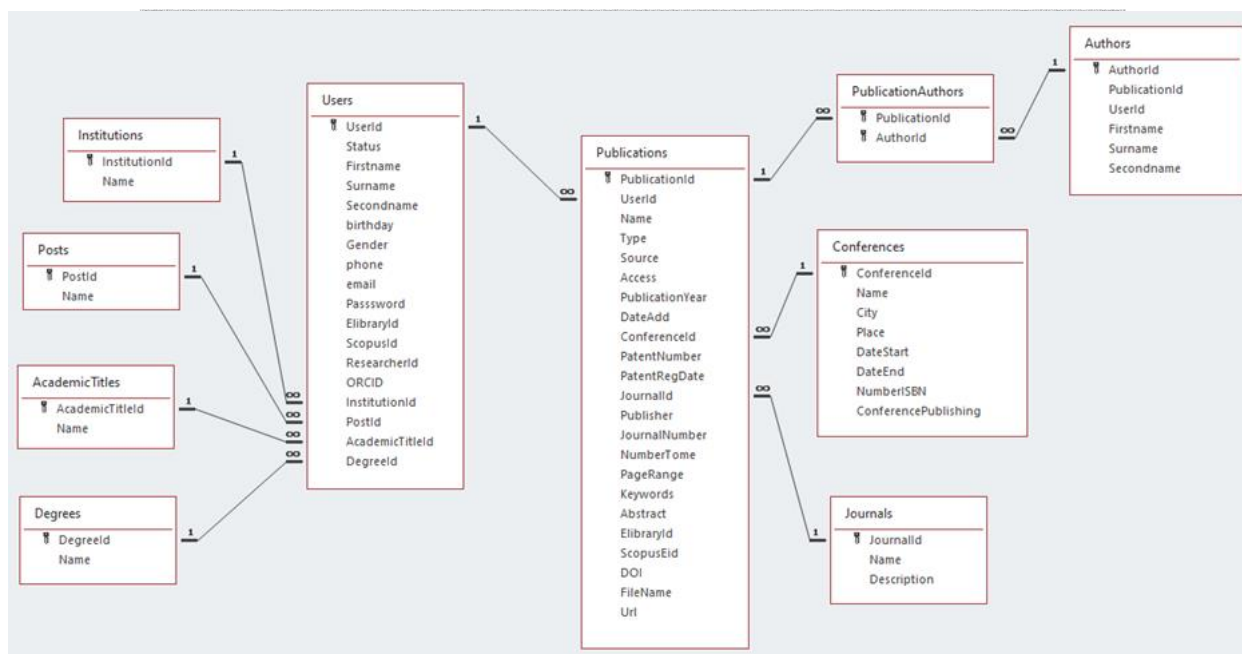 Institutions
InstitutionId
Name
Posts
PostId
Name
AcademicTitles
AcademicTitleId
Name
Degrees
DegreeId
Name
1
1
1
1
∞
∞
∞
∞
Users
UserId
Status
Firstname
Surname
Secondname
birthday
Gender
phone
email
Passsword
ElibraryId
ScopusId
ResearcherId
ORCID
InstitutionId
PostId
AcademicTitleId
DegreeId
1
∞
Publications
PublicationId
UserId
Name
Type
Source
Access
PublicationYear
DateAdd
ConferenceId
PatentNumber
PatentRegDate
JournalId
Publisher
JournalNumber
NumberTome
PageRange
Keywords
Abstract
ElibraryId
ScopusEid
DOI
FileName
Url
1
∞
∞
∞
PublicationAuthors
PublicationId
AuthorId
∞
1
Authors
AuthorId
PublicationId
UserId
Firstname
Surname
Secondname
1
Conferences
ConferenceId
Name
City
Place
DateStart
DateEnd
NumberISBN
ConferencePublishing
1
Journals
JournalId
Name
Description